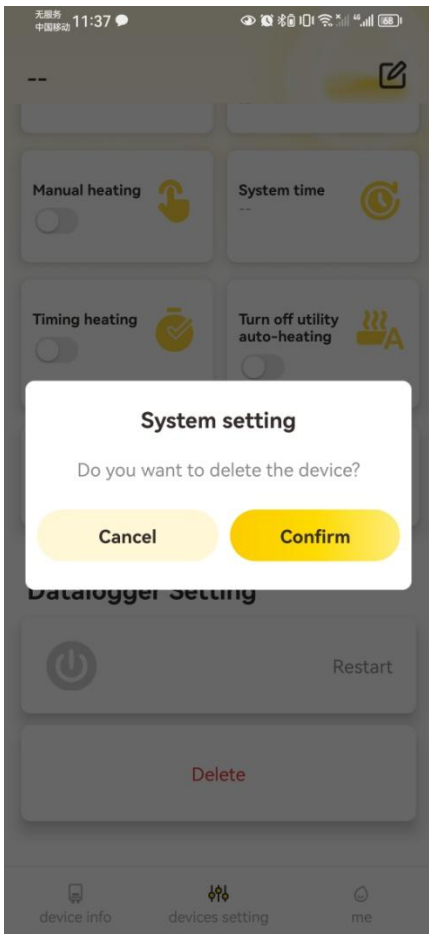 无服务
中国移动 11:37
68
--
--
Manual heating
System time
--
Timing heating
Turn off utility
auto-heating
System setting
Do you want to delete the device?
Cancel
Confirm
Datalogger Setting
Restart
Delete
device info
devices setting
me